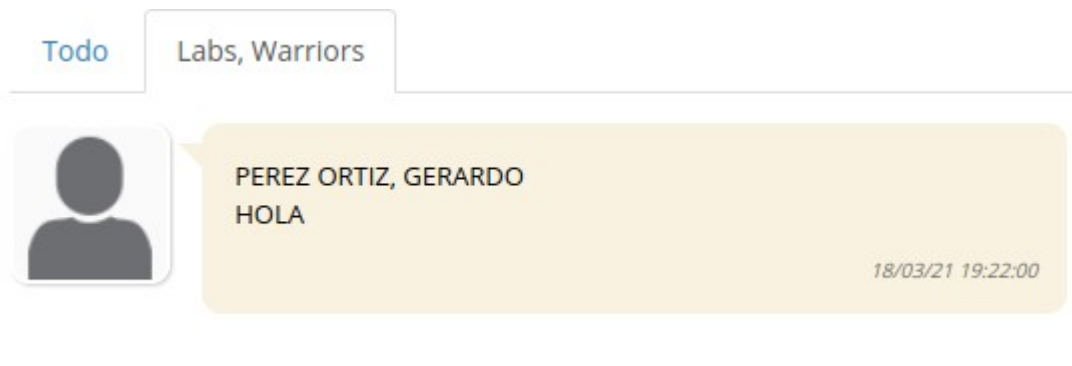 Todo
Labs, Warriors
PEREZ ORTIZ, GERARDO
HOLA
18/03/21 19:22:00